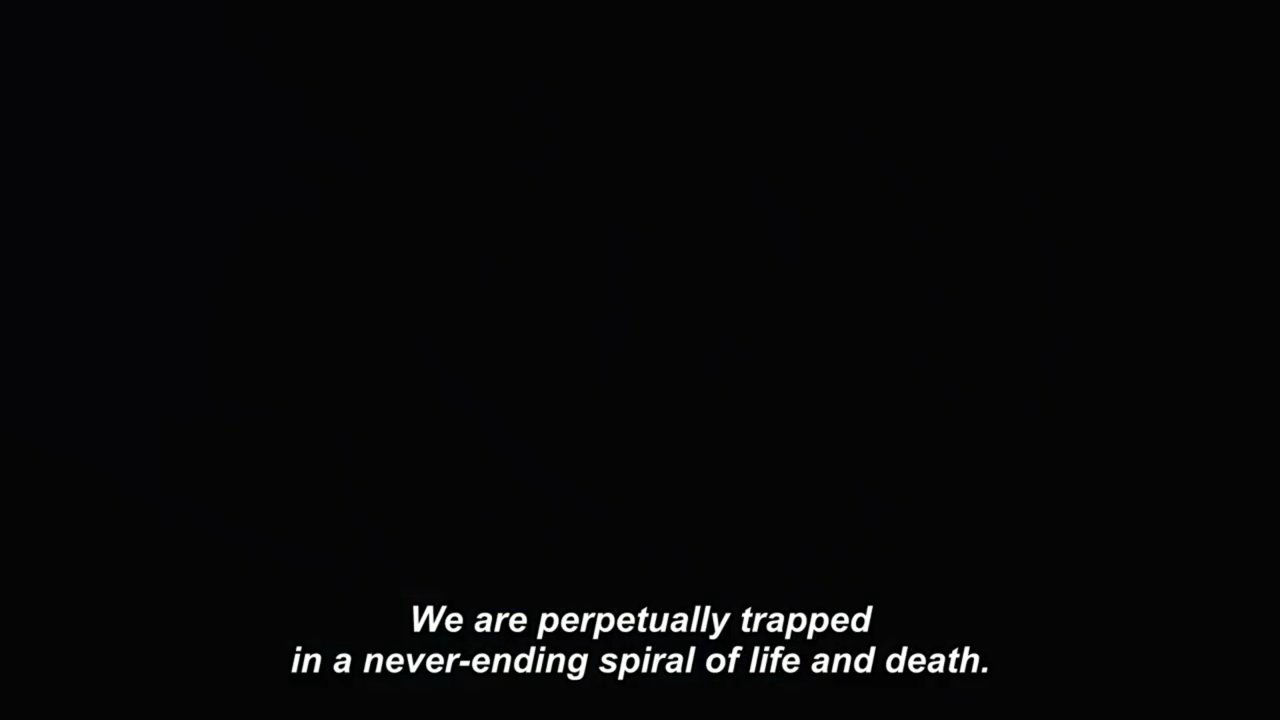 We are perpetually trapped
in a never-ending spiral of life and death.